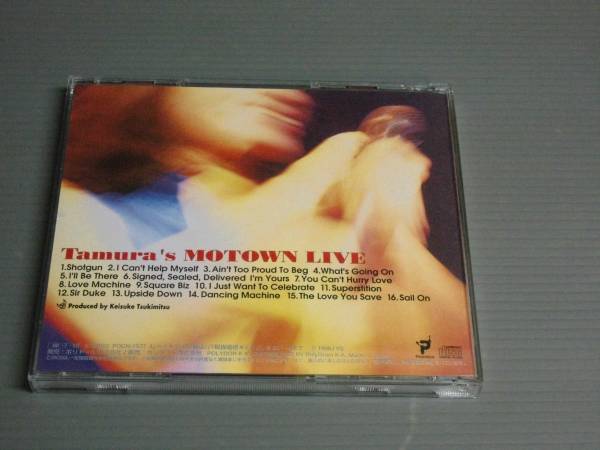 Tamura's MOTOWN LIVE
1.Shotgun 2.I Can't Help Myself 3.Ain't Too Proud To Beg 4.What's Going On
5.I'll Be There 6.Signed, Sealed, Delivered I'm Yours 7.You Can't Hurry Love
8.Love Machine 9.Square Biz 10.I Just Want To Celebrate 11.Superstition
12.Sir Duke 13.Upside Down 14.Dancing Machine 15.The Love You Save 16.Sail On
Produced by Keisuke Tsukimitsu